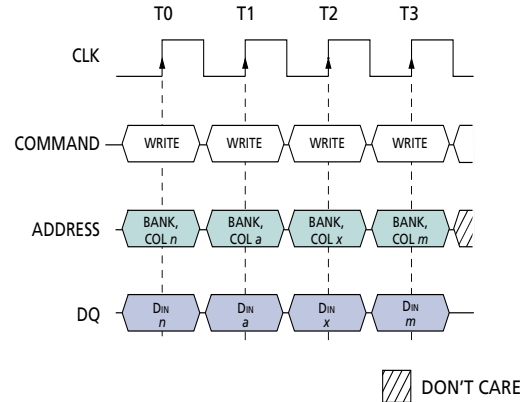 T0 T1 T2 T3
CLK
COMMAND WRITE WRITE WRITE WRITE
ADDRESS BANK, COL n BANK, COL a BANK, COL x BANK, COL m
DQ DIN n DIN a DIN x DIN m
DON'T CARE